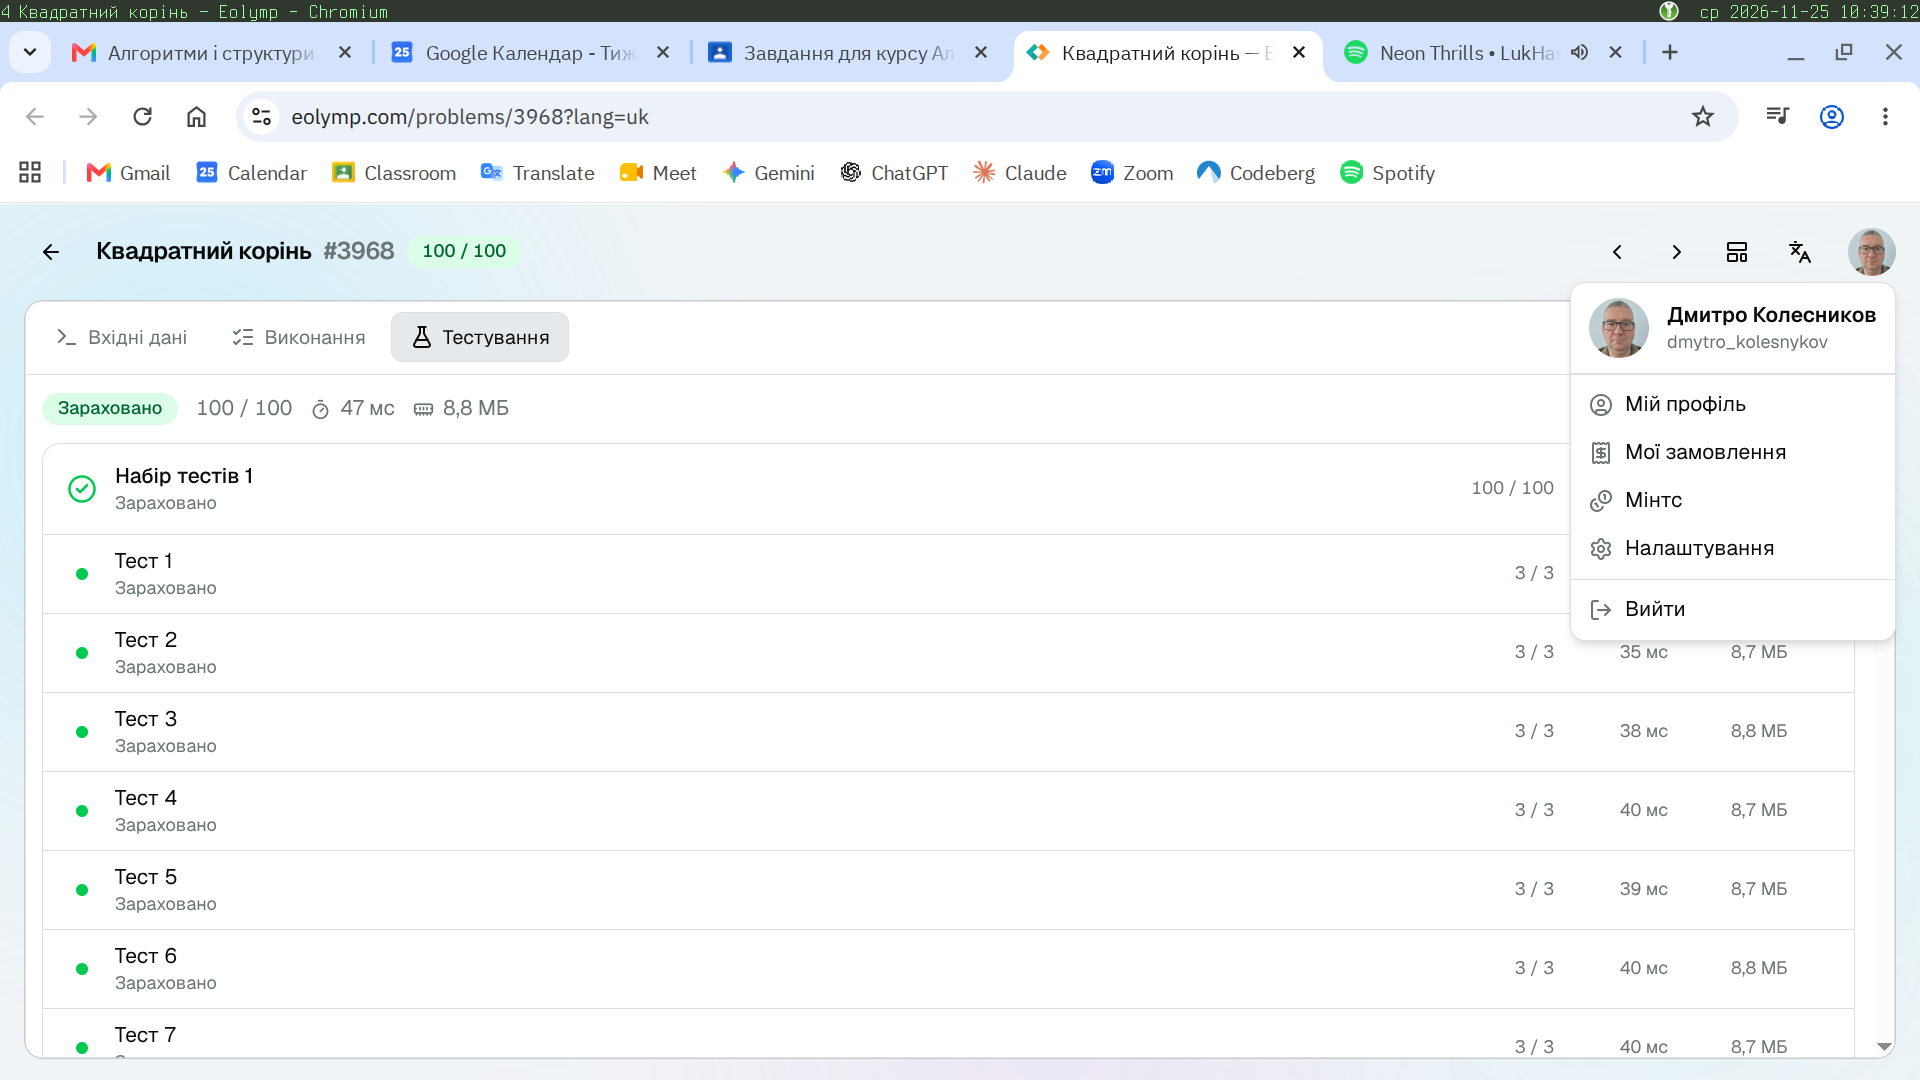 4 Квадратний корінь - Eolymp - Chromium
ср 2026-11-25 10:39:12
Алгоритми і структури
Google Календар - Тиж
Завдання для курсу Ал
Квадратний корінь — E
Neon Thrills • LukHas
eolymp.com/problems/3968?lang=uk
Gmail
Calendar
Classroom
Translate
Meet
Gemini
ChatGPT
Claude
Zoom
Codeberg
Spotify
Квадратний корінь #3968 100 / 100
Дмитро Колесников
dmytro_kolesnykov
Мій профіль
Мої замовлення
Мінтс
Налаштування
Вийти
Вхідні дані
Виконання
Тестування
Зараховано 100 / 100 47 мс 8,8 МБ
Набір тестів 1
Зараховано
100 / 100
Тест 1
Зараховано
3 / 3
Тест 2
Зараховано
3 / 3 35 мс 8,7 МБ
Тест 3
Зараховано
3 / 3 38 мс 8,8 МБ
Тест 4
Зараховано
3 / 3 40 мс 8,7 МБ
Тест 5
Зараховано
3 / 3 39 мс 8,7 МБ
Тест 6
Зараховано
3 / 3 40 мс 8,8 МБ
Тест 7
3 / 3 40 мс 8,7 МБ